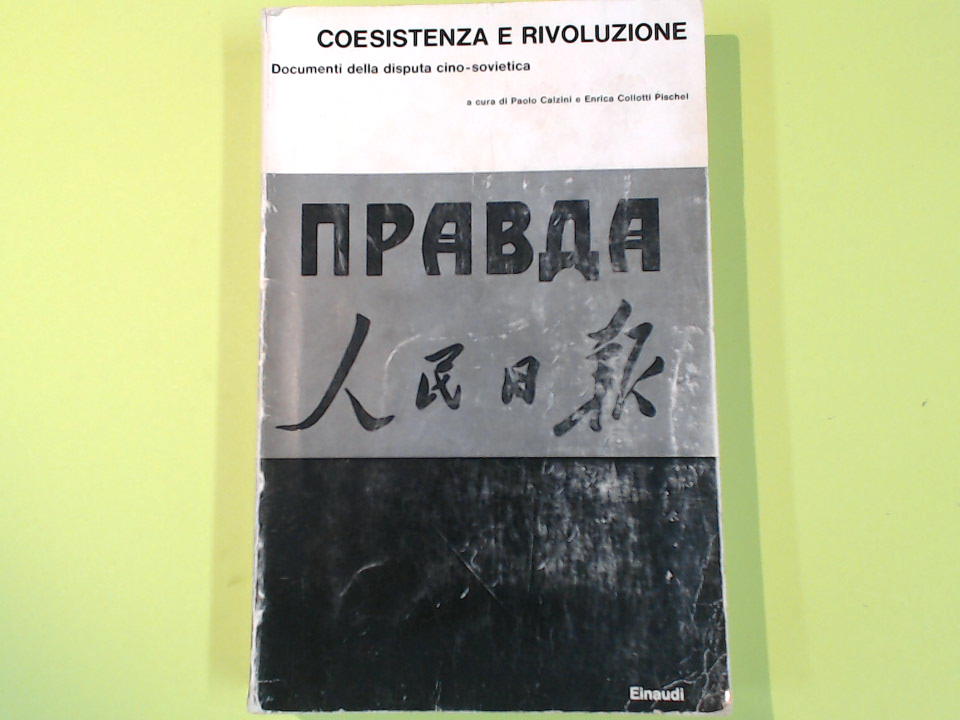 COESISTENZA E RIVOLUZIONE
Documenti della disputa cino-sovietica
a cura di Paolo Calzini e Enrica Collotti Pischel
ПРАВДА
人民日报
Einaudi